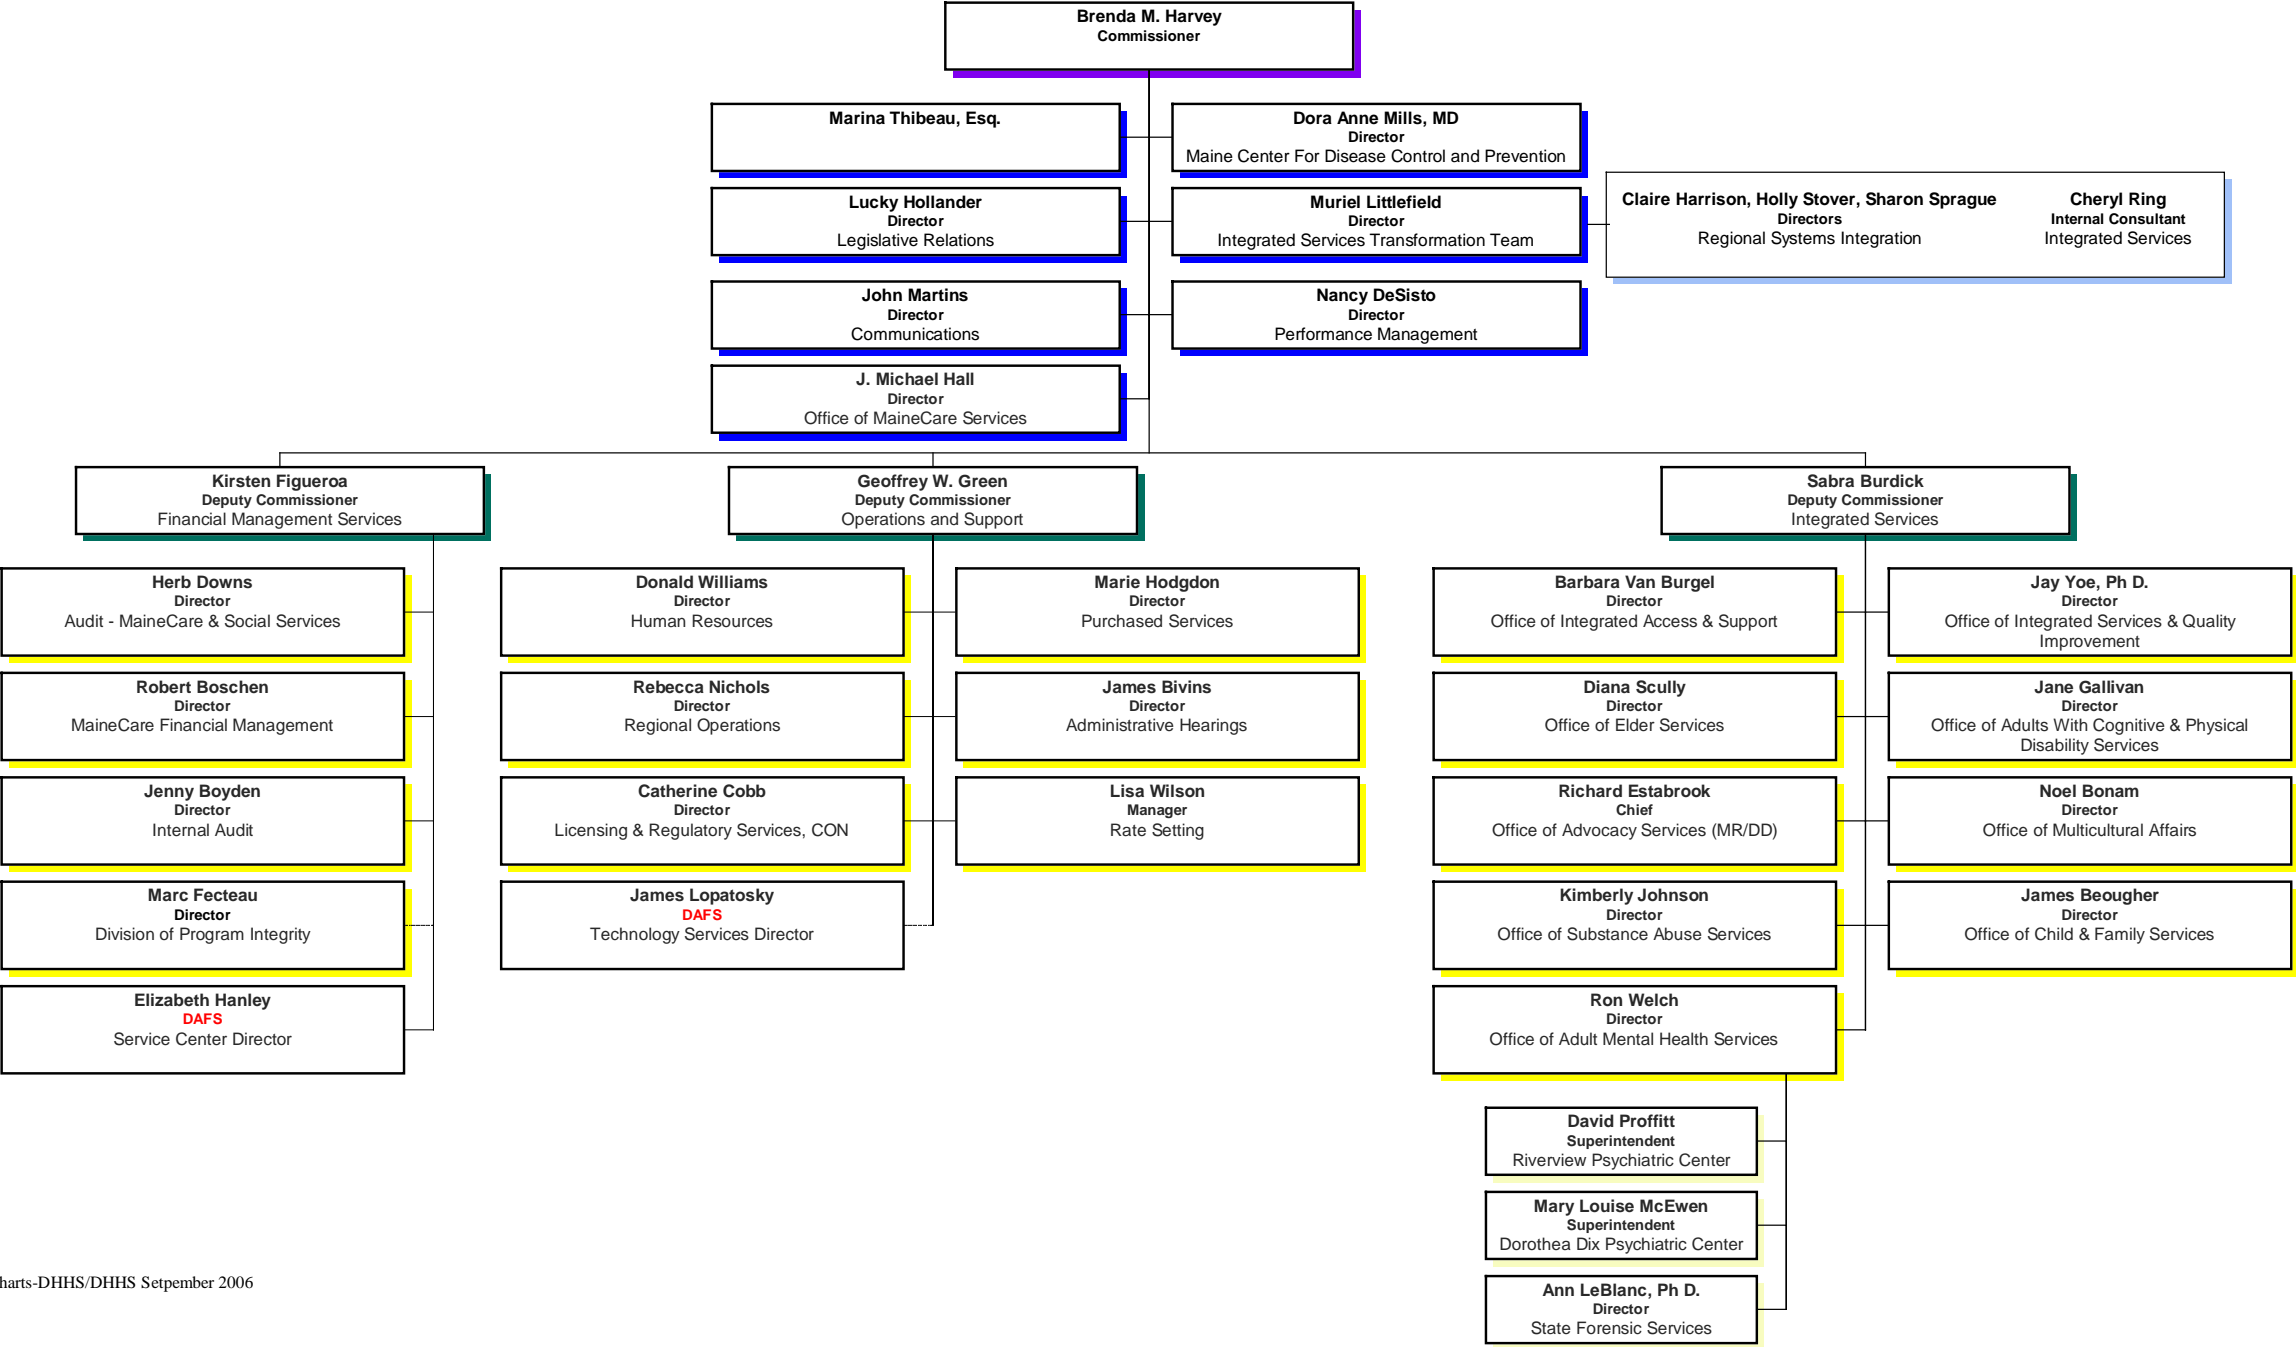 Brenda M. Harvey
Commissioner
Marina Thibeau, Esq.
Dora Anne Mills, MD
Director
Maine Center For Disease Control and Prevention
Lucky Hollander
Director
Legislative Relations
Muriel Littlefield
Director
Integrated Services Transformation Team
Claire Harrison, Holly Stover, Sharon Sprague
Directors
Regional Systems Integration
Cheryl Ring
Internal Consultant
Integrated Services
John Martins
Director
Communications
Nancy DeSisto
Director
Performance Management
J. Michael Hall
Director
Office of MaineCare Services
Kirsten Figueroa
Deputy Commissioner
Financial Management Services
Geoffrey W. Green
Deputy Commissioner
Operations and Support
Sabra Burdick
Deputy Commissioner
Integrated Services
Herb Downs
Director
Audit - MaineCare & Social Services
Robert Boschen
Director
MaineCare Financial Management
Jenny Boyden
Director
Internal Audit
Marc Fecteau
Director
Division of Program Integrity
Elizabeth Hanley
DAFS
Service Center Director
Donald Williams
Director
Human Resources
Marie Hodgdon
Director
Purchased Services
Rebecca Nichols
Director
Regional Operations
James Bivins
Director
Administrative Hearings
Catherine Cobb
Director
Licensing & Regulatory Services, CON
Lisa Wilson
Manager
Rate Setting
James Lopatosky
DAFS
Technology Services Director
Barbara Van Burgel
Director
Office of Integrated Access & Support
Jay Yoe, Ph D.
Director
Office of Integrated Services & Quality
Improvement
Diana Scully
Director
Office of Elder Services
Jane Gallivan
Director
Office of Adults With Cognitive & Physical
Disability Services
Richard Estabrook
Chief
Office of Advocacy Services (MR/DD)
Noel Bonam
Director
Office of Multicultural Affairs
Kimberly Johnson
Director
Office of Substance Abuse Services
James Beougher
Director
Office of Child & Family Services
Ron Welch
Director
Office of Adult Mental Health Services
David Proffitt
Superintendent
Riverview Psychiatric Center
Mary Louise McEwen
Superintendent
Dorothea Dix Psychiatric Center
Ann LeBlanc, Ph D.
Director
State Forensic Services
harts-DHHS/DHHS Setpember 2006